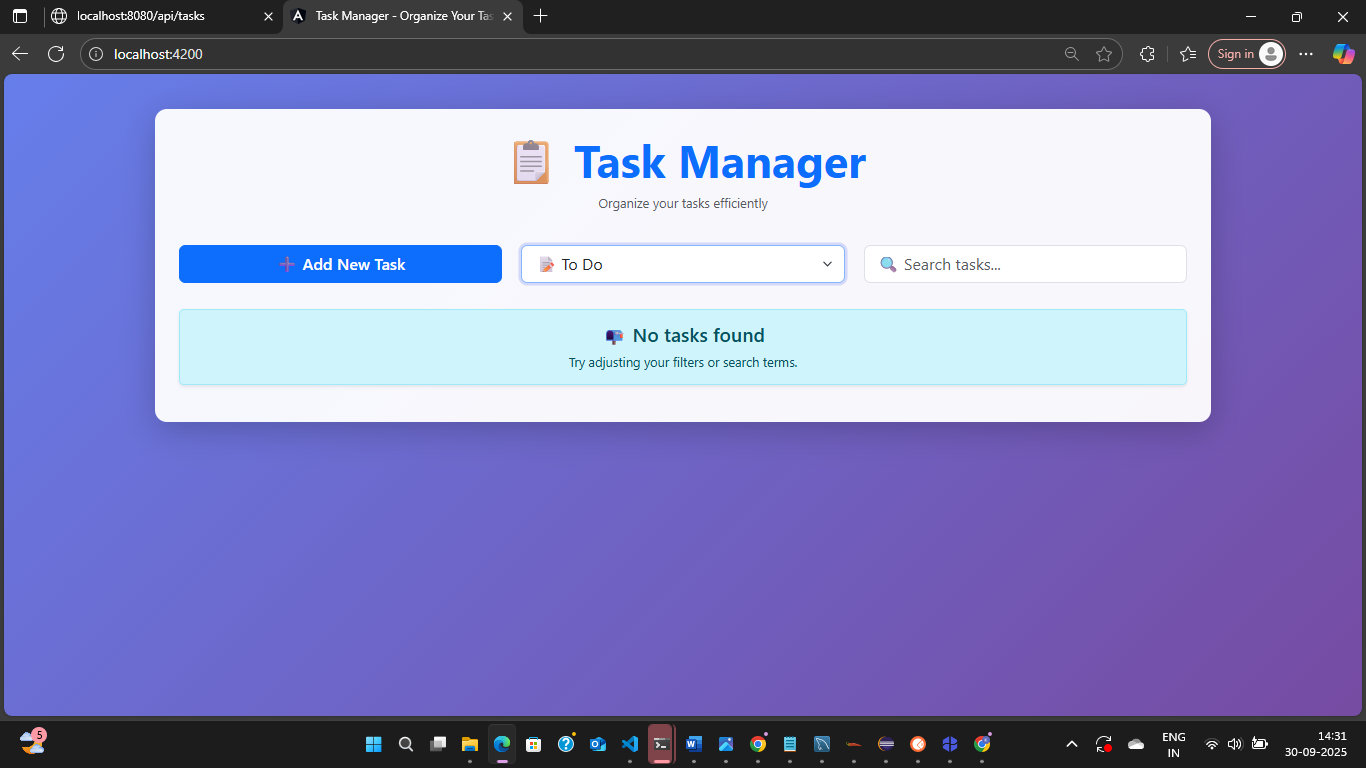 localhost:8080/api/tasks
Task Manager - Organize Your Tas
localhost:4200
Sign in
Task Manager
Organize your tasks efficiently
Add New Task
To Do
Search tasks...
No tasks found
Try adjusting your filters or search terms.
5
ENG
IN
14:31
30-09-2025